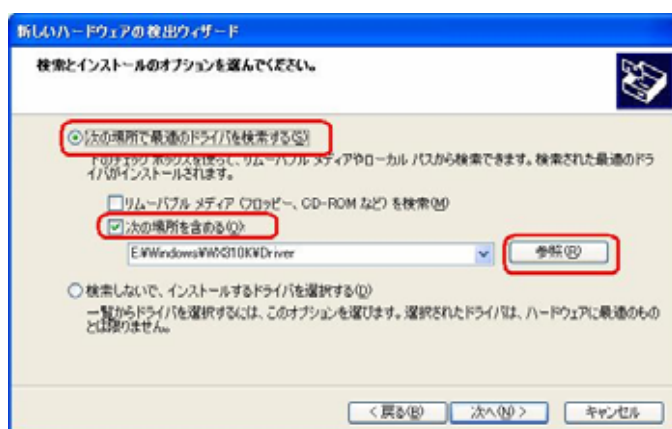 新しいハードウェアの検出ウィザード
検索とインストールのオプションを選んでください。
次の場所で最適のドライバを検索する(S)
下のチェック ボックスを使って、リムーバブル メディアやローカル パスから検索できます。検索された最適のドラ
イバがインストールされます。
リムーバブル メディア (フロッピー、CD-ROM など) を検索(M)
次の場所を含める(O)
E:¥Windows¥WX310K¥Driver
参照(R)
検索しないで、インストールするドライバを選択する(D)
一覧からドライバを選択するには、このオプションを選びます。選択されたドライバは、ハードウェアに最適のもの
とは限りません。
< 戻る(B)
次へ(N) >
キャンセル